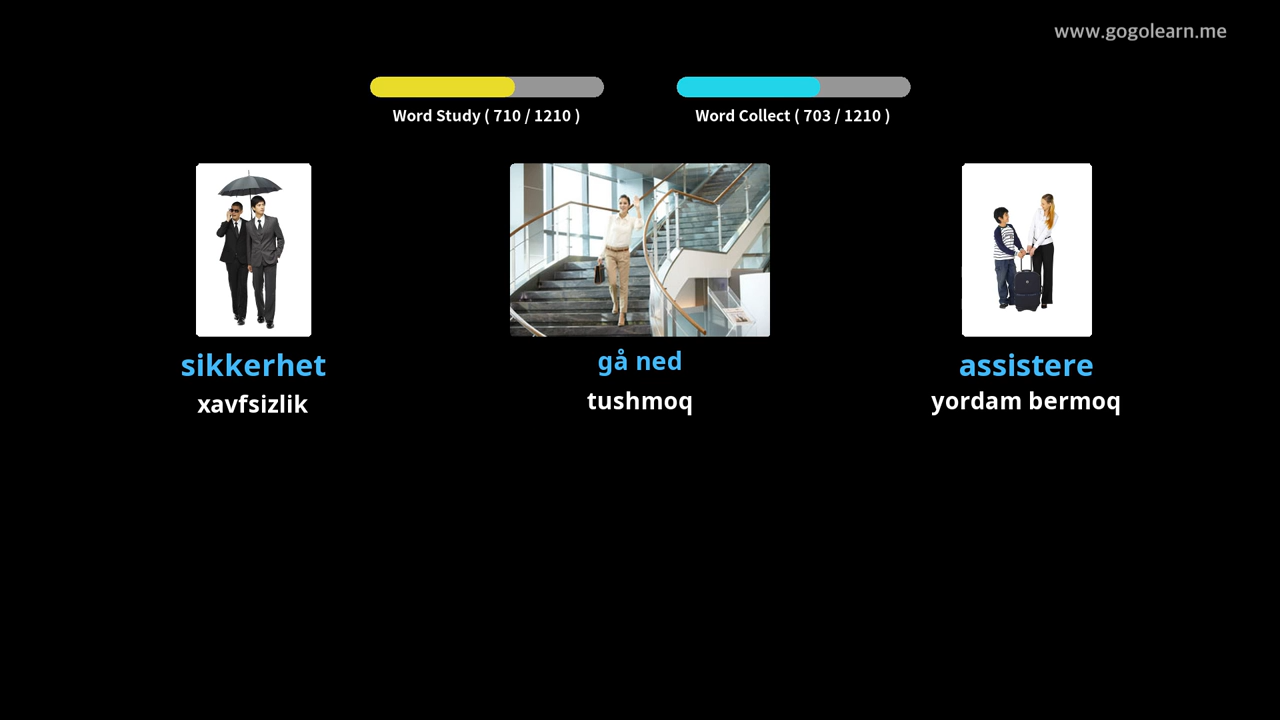 www.gogolearn.me
Word Study ( 710 / 1210 )
Word Collect ( 703 / 1210 )
sikkerhet
xavfsizlik
gå ned
tushmoq
assistere
yordam bermoq